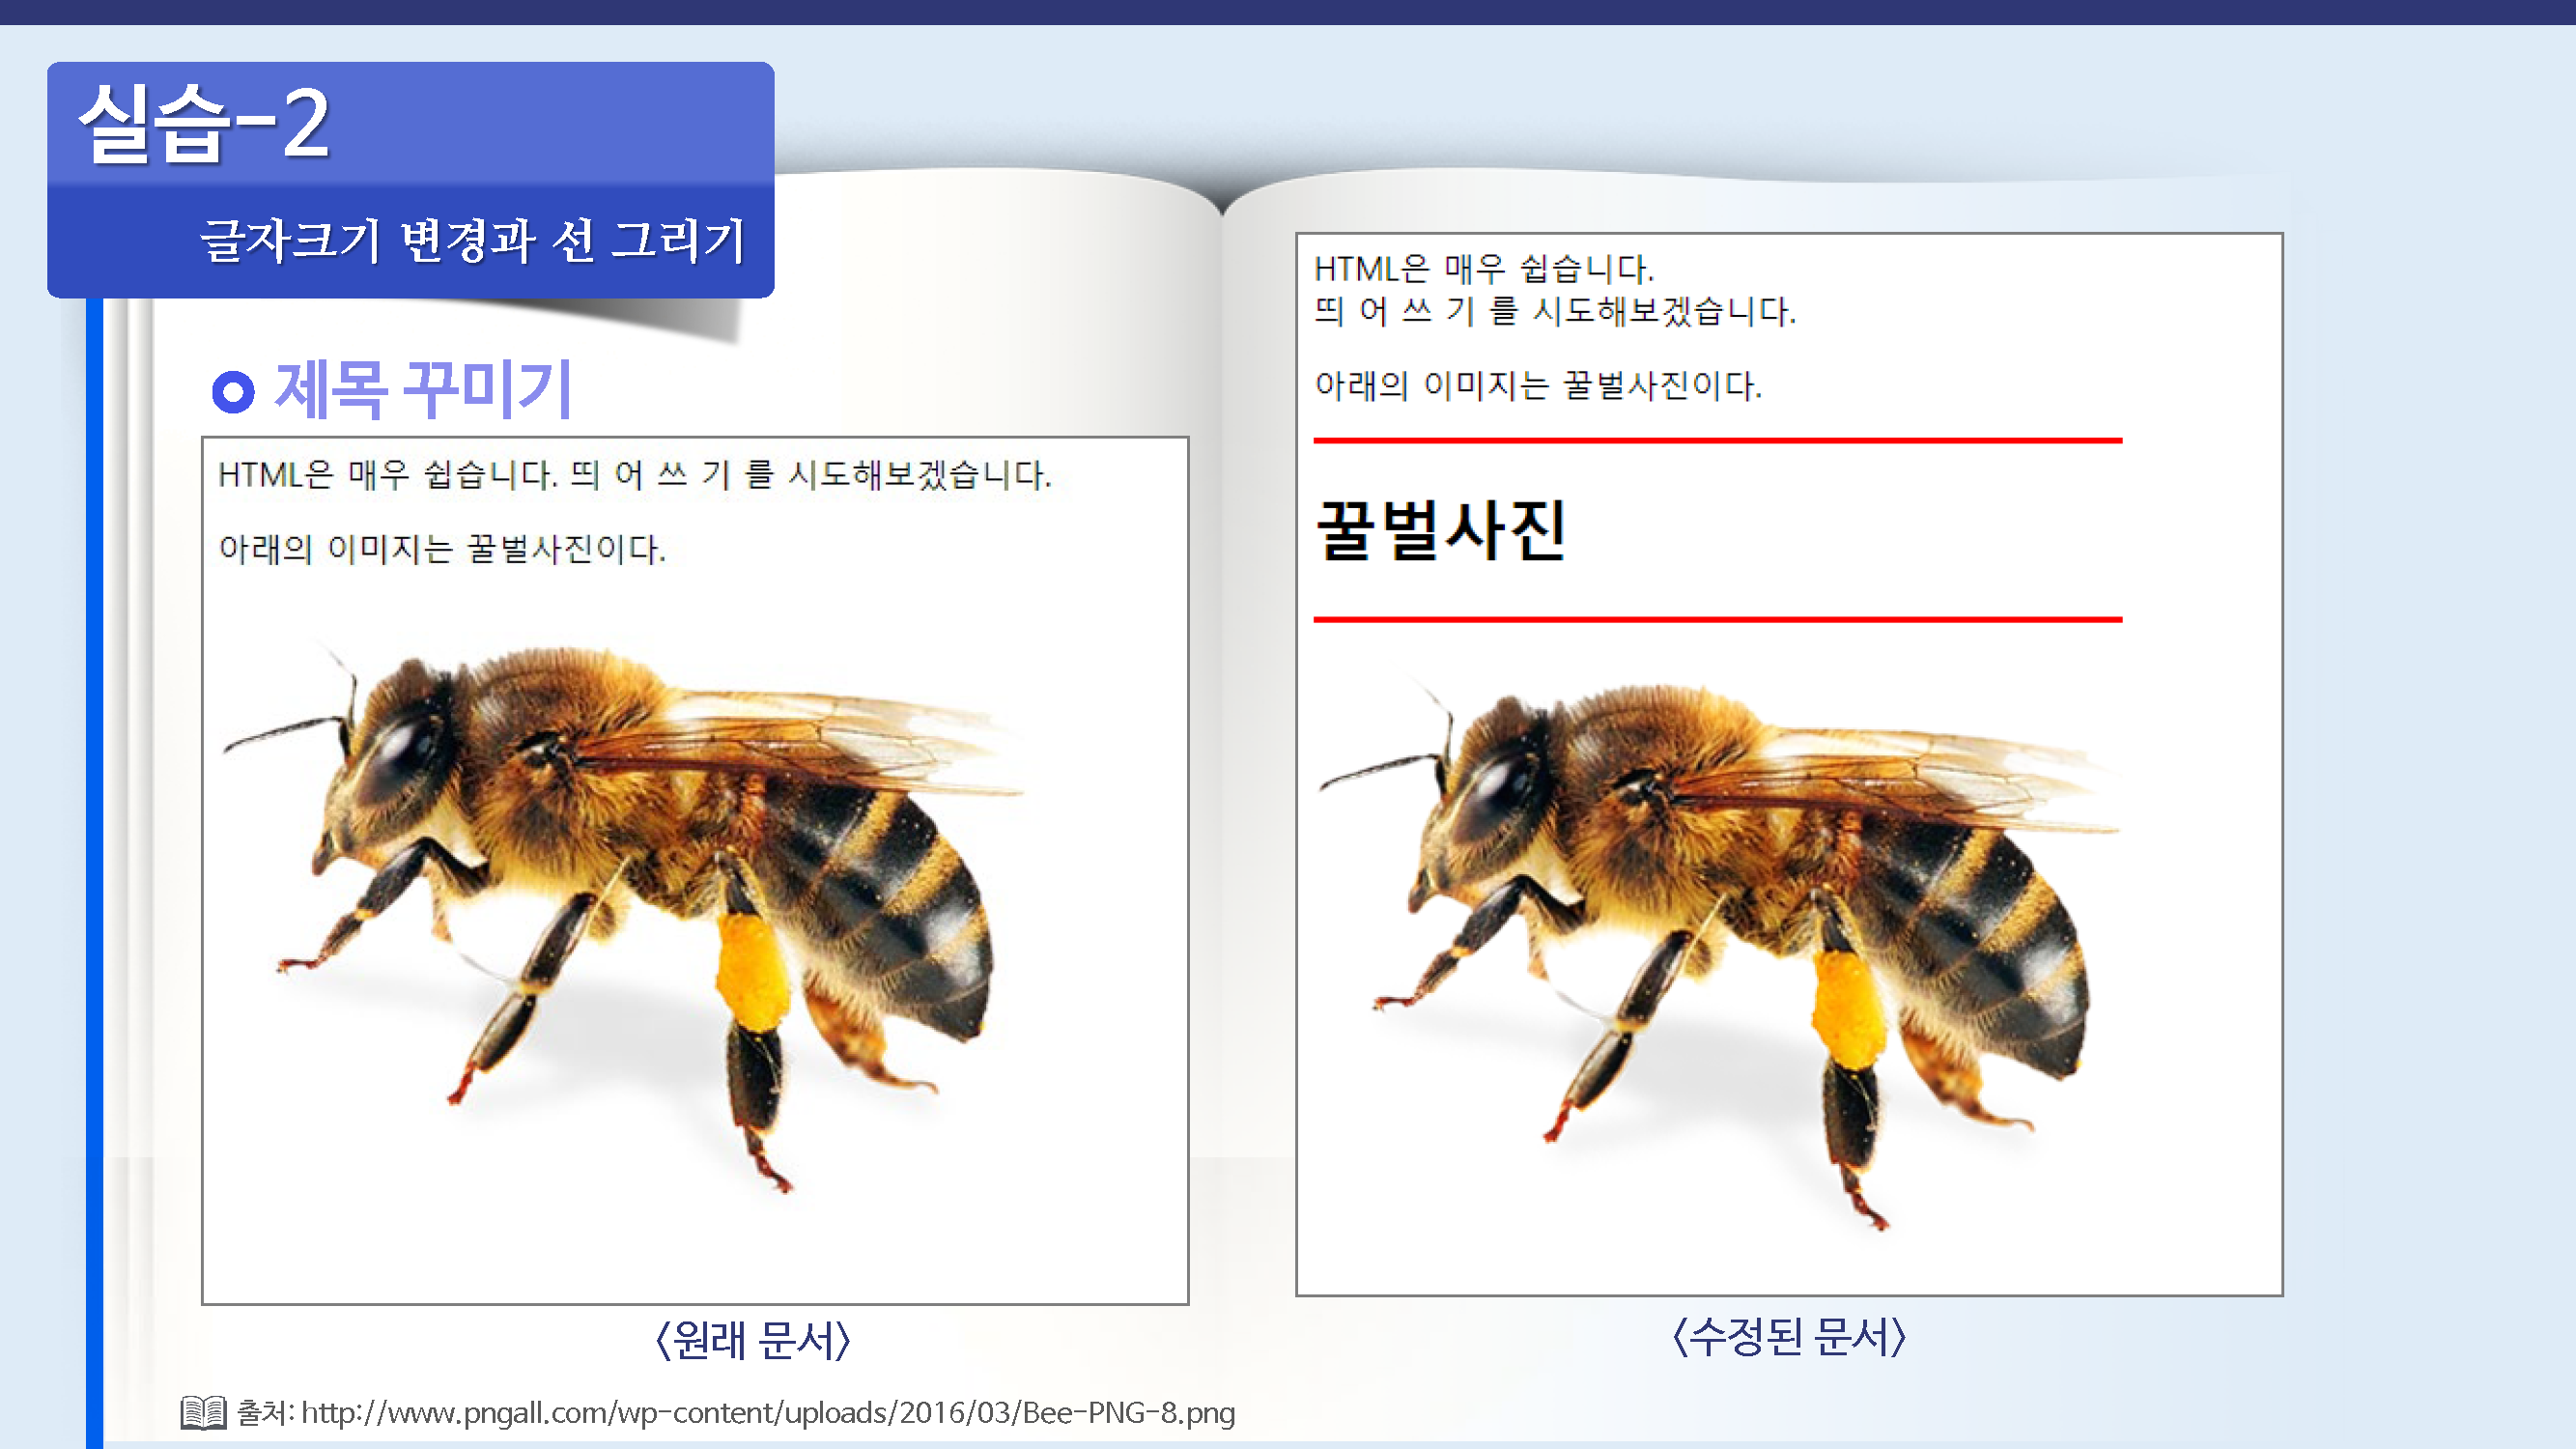 실습-2
글자크기 변경과 선 그리기
제목 꾸미기
HTML은 매우 쉽습니다. 띄 어 쓰 기 를 시도해보겠습니다.
아래의 이미지는 꿀벌사진이다.
<원래 문서>
HTML은 매우 쉽습니다.
띄 어 쓰 기 를 시도해보겠습니다.
아래의 이미지는 꿀벌사진이다.
꿀벌사진
<수정된 문서>
출처: http://www.pngall.com/wp-content/uploads/2016/03/Bee-PNG-8.png